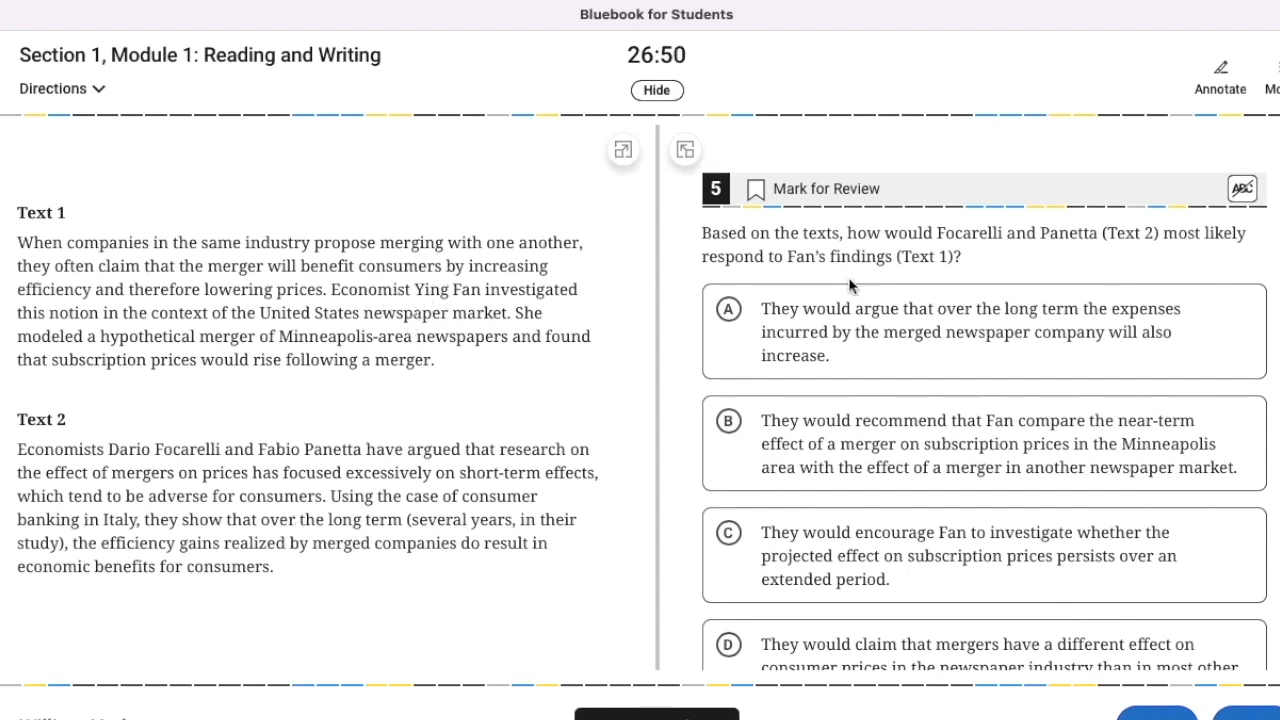 Bluebook for Students
Section 1, Module 1: Reading and Writing
26:50
Directions
Hide
Annotate
Text 1
When companies in the same industry propose merging with one another,
they often claim that the merger will benefit consumers by increasing
efficiency and therefore lowering prices. Economist Ying Fan investigated
this notion in the context of the United States newspaper market. She
modeled a hypothetical merger of Minneapolis-area newspapers and found
that subscription prices would rise following a merger.
Text 2
Economists Dario Focarelli and Fabio Panetta have argued that research on
the effect of mergers on prices has focused excessively on short-term effects,
which tend to be adverse for consumers. Using the case of consumer
banking in Italy, they show that over the long term (several years, in their
study), the efficiency gains realized by merged companies do result in
economic benefits for consumers.
5
Mark for Review
ABC
Based on the texts, how would Focarelli and Panetta (Text 2) most likely
respond to Fan's findings (Text 1)?
A
They would argue that over the long term the expenses
incurred by the merged newspaper company will also
increase.
B
They would recommend that Fan compare the near-term
effect of a merger on subscription prices in the Minneapolis
area with the effect of a merger in another newspaper market.
C
They would encourage Fan to investigate whether the
projected effect on subscription prices persists over an
extended period.
D
They would claim that mergers have a different effect on
consumer prices in the newspaper industry than in most other